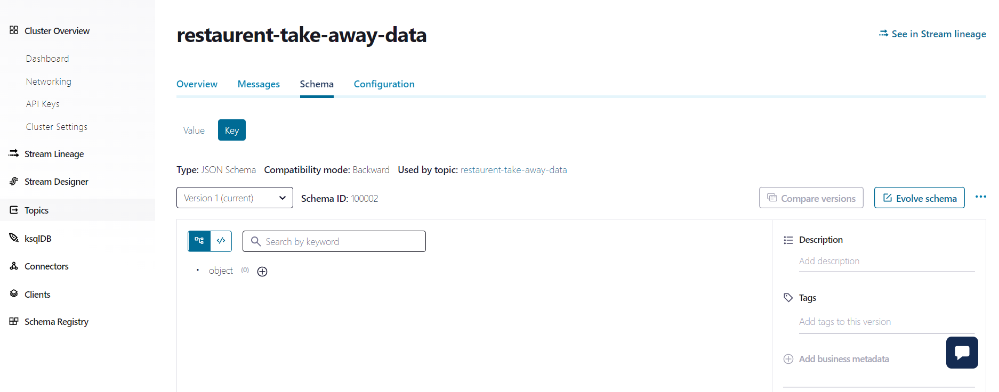 Cluster Overview
Dashboard
Networking
API Keys
Cluster Settings
Stream Lineage
Stream Designer
Topics
ksqlDB
Connectors
Clients
Schema Registry
restaurent-take-away-data
See in Stream lineage
Overview Messages Schema Configuration
Value Key
Type: JSON Schema Compatibility mode: Backward Used by topic: restaurent-take-away-data
Version 1 (current) Schema ID: 100002 Compare versions Evolve schema
Search by keyword
object (0)
Description
Add description
Tags
Add tags to this version
Add business metadata